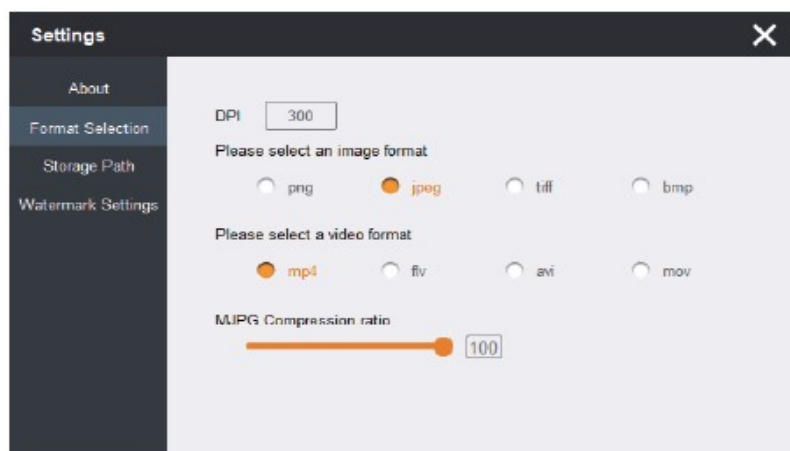 Settings
About
Format Selection
Storage Path
Watermark Settings
DPI 300
Please select an image format
png jpeg tiff bmp
Please select a video format
mp4 flv avi mov
MJPG Compression ratio
100